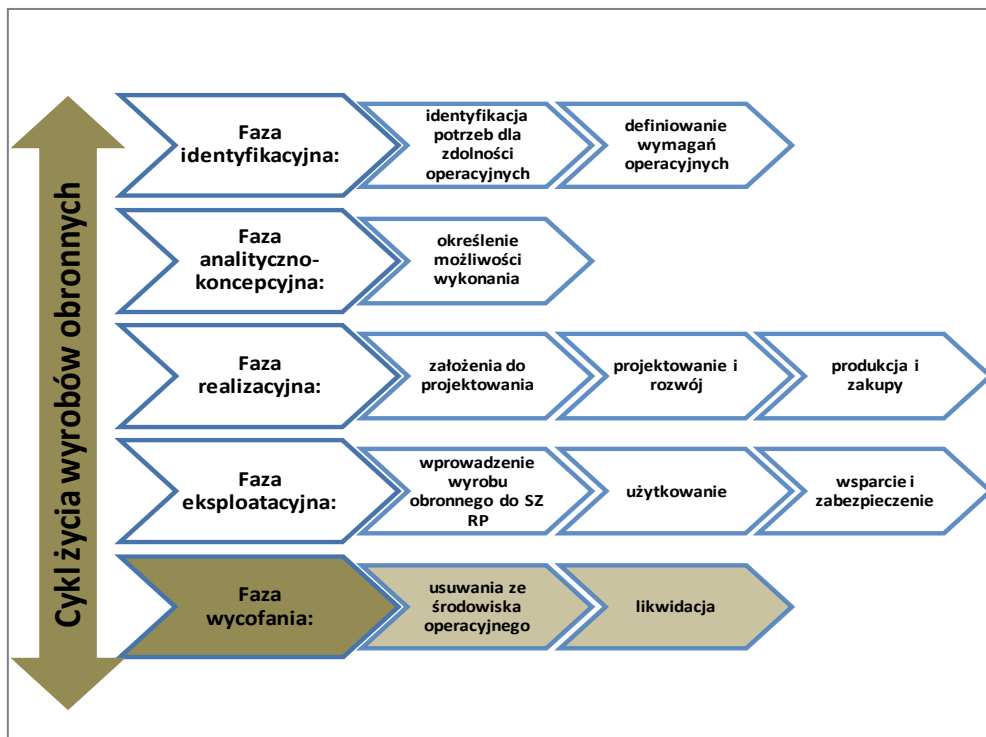 Cykl życia wyrobów obronnych
Faza
identyfikacyjna:
identyfikacja
potrzeb dla
zdolności
operacyjnych
definiowanie
wymagań
operacyjnych
Faza
analityczno-
koncepcyjna:
określenie
możliwości
wykonania
Faza
realizacyjna:
założenia do
projektowania
projektowanie i
rozwój
produkcja i
zakupy
Faza
eksploatacyjna:
wprowadzenie
wyrobu
obronnego do SZ
RP
użytkowanie
wsparcie i
zabezpieczenie
Faza
wycofania:
usuwania ze
środowiska
operacyjnego
likwidacja